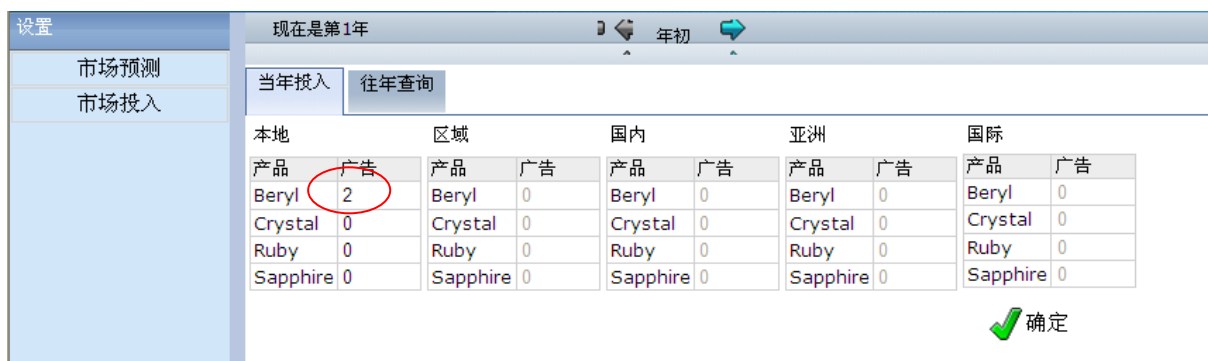 设置
现在是第1年 年初
市场预测
市场投入
当年投入 往年查询
本地 区域 国内 亚洲 国际
产品 广告 产品 广告 产品 广告 产品 广告 产品 广告
Beryl 2 Beryl 0 Beryl 0 Beryl 0 Beryl 0
Crystal 0 Crystal 0 Crystal 0 Crystal 0 Crystal 0
Ruby 0 Ruby 0 Ruby 0 Ruby 0 Ruby 0
Sapphire 0 Sapphire 0 Sapphire 0 Sapphire 0 Sapphire 0
确定